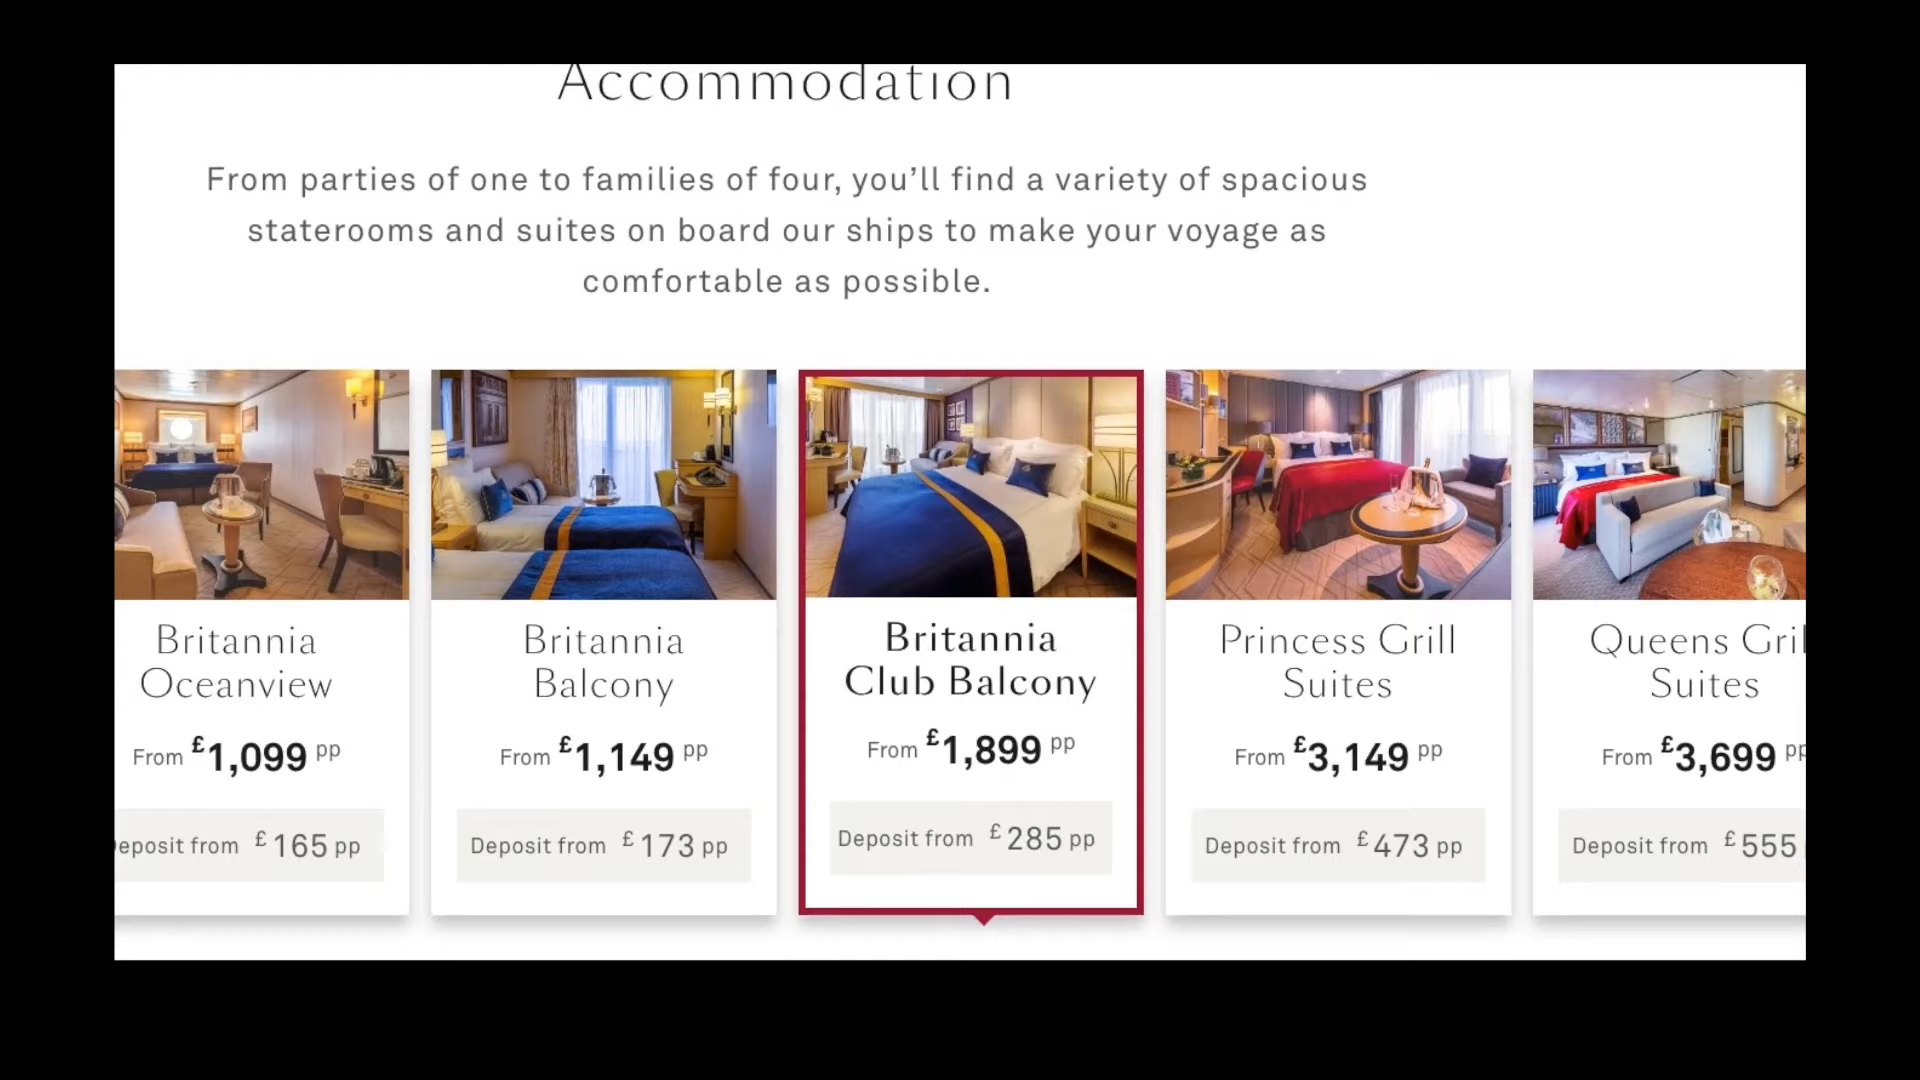 Accommodation
From parties of one to families of four, you’ll find a variety of spacious
staterooms and suites on board our ships to make your voyage as
comfortable as possible.
Britannia
Oceanview
From £1,099 pp
eposit from £165 pp
Britannia
Balcony
From £1,149 pp
Deposit from £173 pp
Britannia
Club Balcony
From £1,899 pp
Deposit from £285 pp
Princess Grill
Suites
From £3,149 pp
Deposit from £473 pp
Queens Gril
Suites
From £3,699 pp
Deposit from £555